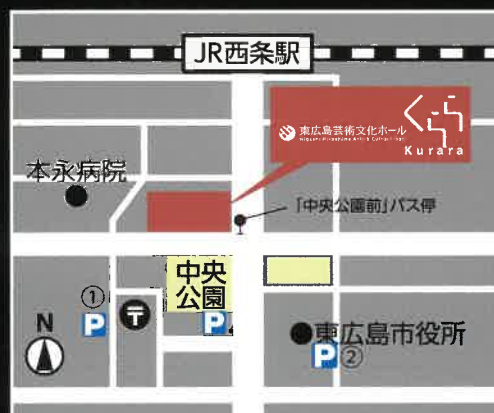 JR西条駅
東広島芸術文化ホール
くらら
Kurara
本永病院
「中央公園前」バス停
中央
公園
①
P
〒
P
N
●東広島市役所
P②